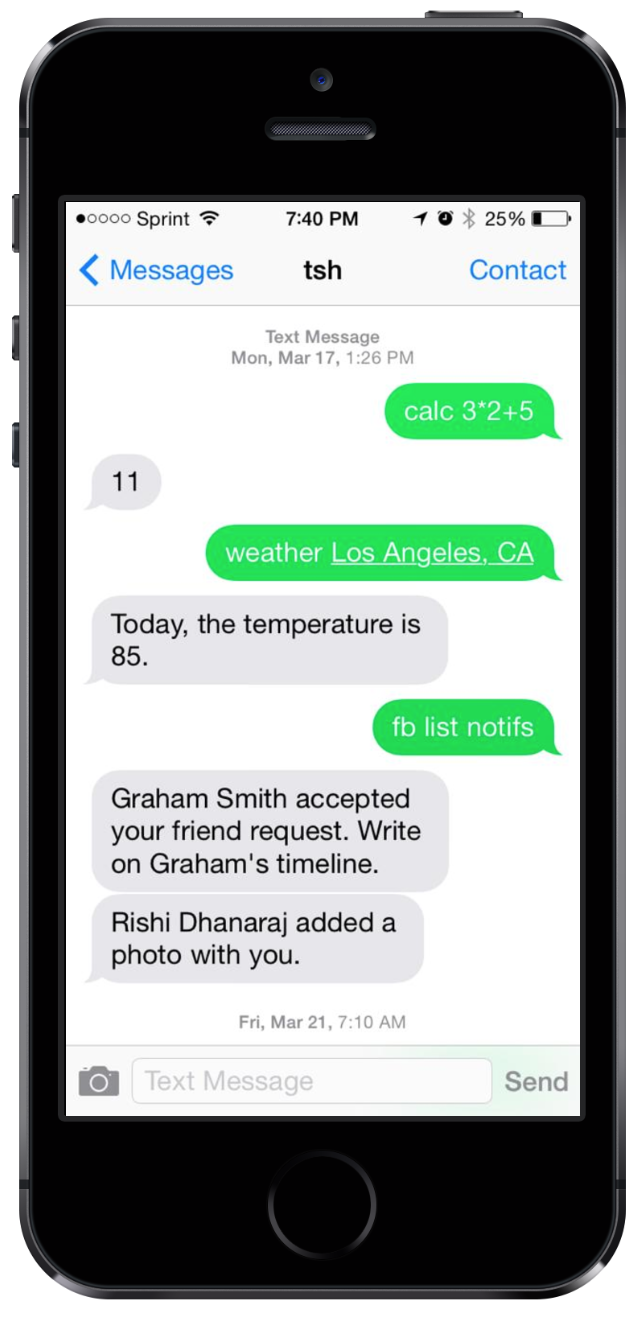 ●○○○○ Sprint 7:40 PM 25%
Messages tsh Contact
Text Message
Mon, Mar 17, 1:26 PM
calc 3*2+5
11
weather Los Angeles, CA
Today, the temperature is
85.
fb list notifs
Graham Smith accepted
your friend request. Write
on Graham's timeline.
Rishi Dhanaraj added a
photo with you.
Fri, Mar 21, 7:10 AM
Text Message Send